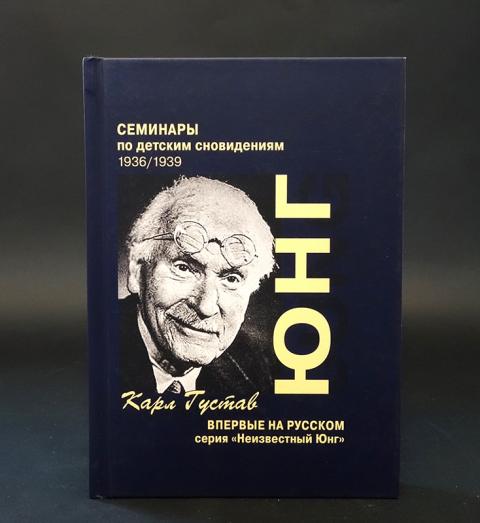 СЕМИНАРЫ
по детским сновидениям
1936/1939
ЮНГ
Карл Густав
ВПЕРВЫЕ НА РУССКОМ
серия «Неизвестный Юнг»